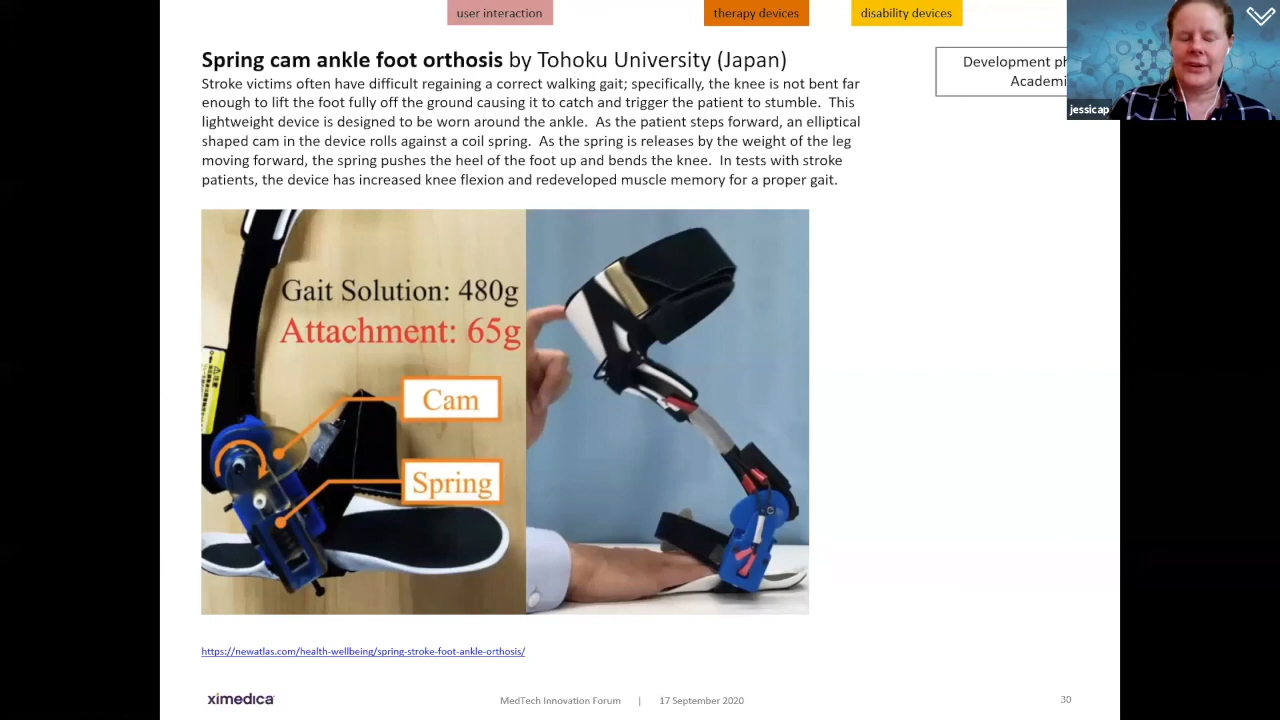 user interaction
therapy devices
disability devices
Spring cam ankle foot orthosis by Tohoku University (Japan)
Stroke victims often have difficult regaining a correct walking gait; specifically, the knee is not bent far
enough to lift the foot fully off the ground causing it to catch and trigger the patient to stumble. This
lightweight device is designed to be worn around the ankle. As the patient steps forward, an elliptical
shaped cam in the device rolls against a coil spring. As the spring is releases by the weight of the leg
moving forward, the spring pushes the heel of the foot up and bends the knee. In tests with stroke
patients, the device has increased knee flexion and redeveloped muscle memory for a proper gait.
Development ph
Academi
jessicap
Gait Solution: 480g
Attachment: 65g
Cam
Spring
https://newatlas.com/health-wellbeing/spring-stroke-foot-ankle-orthosis/
ximedica
MedTech Innovation Forum | 17 September 2020
30